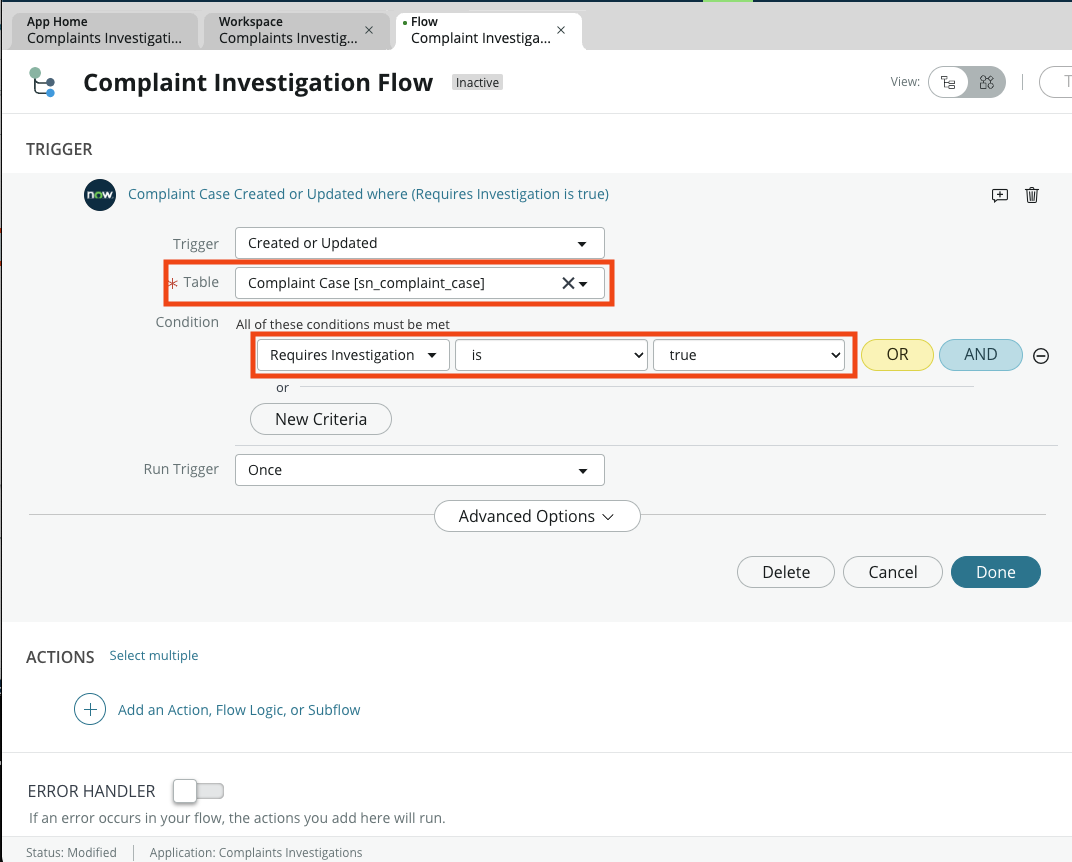 App Home
Complaints Investigati...
Workspace
Complaints Investig...
Flow
Complaint Investiga...
Complaint Investigation Flow
Inactive
View:
T
TRIGGER
now
Complaint Case Created or Updated where (Requires Investigation is true)
Trigger
Created or Updated
* Table
Complaint Case [sn_complaint_case]
Condition
All of these conditions must be met
Requires Investigation
is
true
OR
AND
or
New Criteria
Run Trigger
Once
Advanced Options
Delete
Cancel
Done
ACTIONS
Select multiple
Add an Action, Flow Logic, or Subflow
ERROR HANDLER
If an error occurs in your flow, the actions you add here will run.
Status: Modified
Application: Complaints Investigations